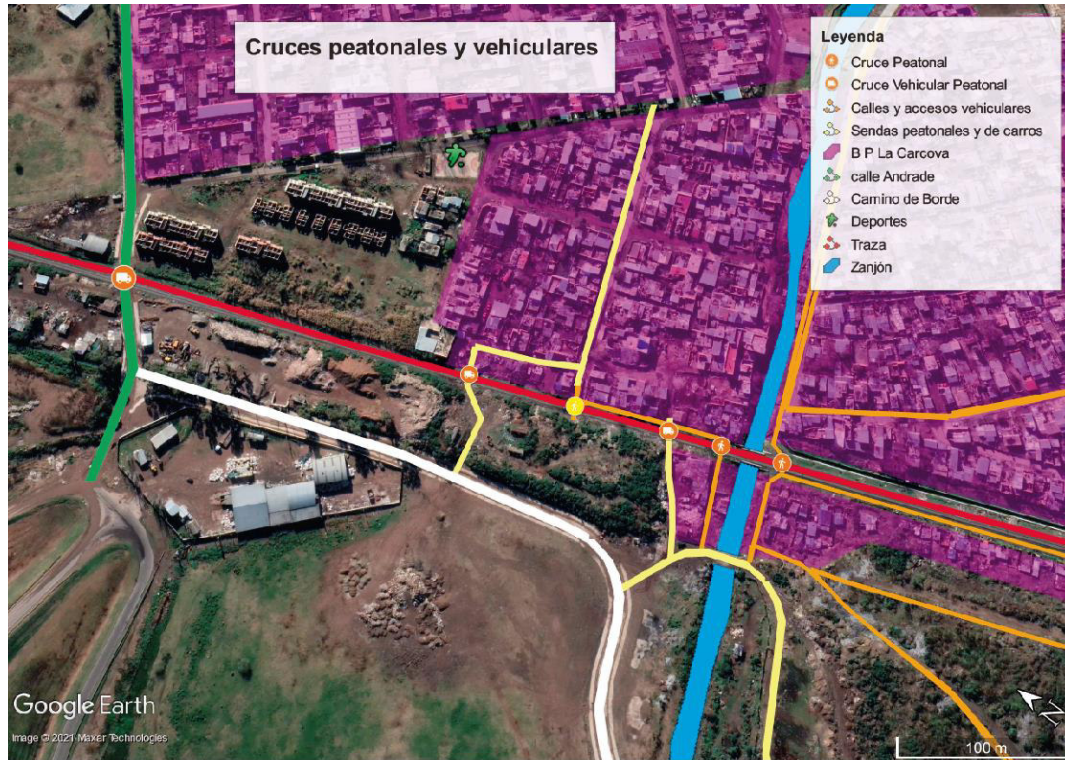 Cruces peatonales y vehiculares
Leyenda
Cruce Peatonal
Cruce Vehicular Peatonal
Calles y accesos vehiculares
Sendas peatonales y de carros
B P La Carcova
calle Andrade
Camino de Borde
Deportes
Traza
Zanjón
Google Earth
Image © 2021 Maxar Technologies
N
100 m